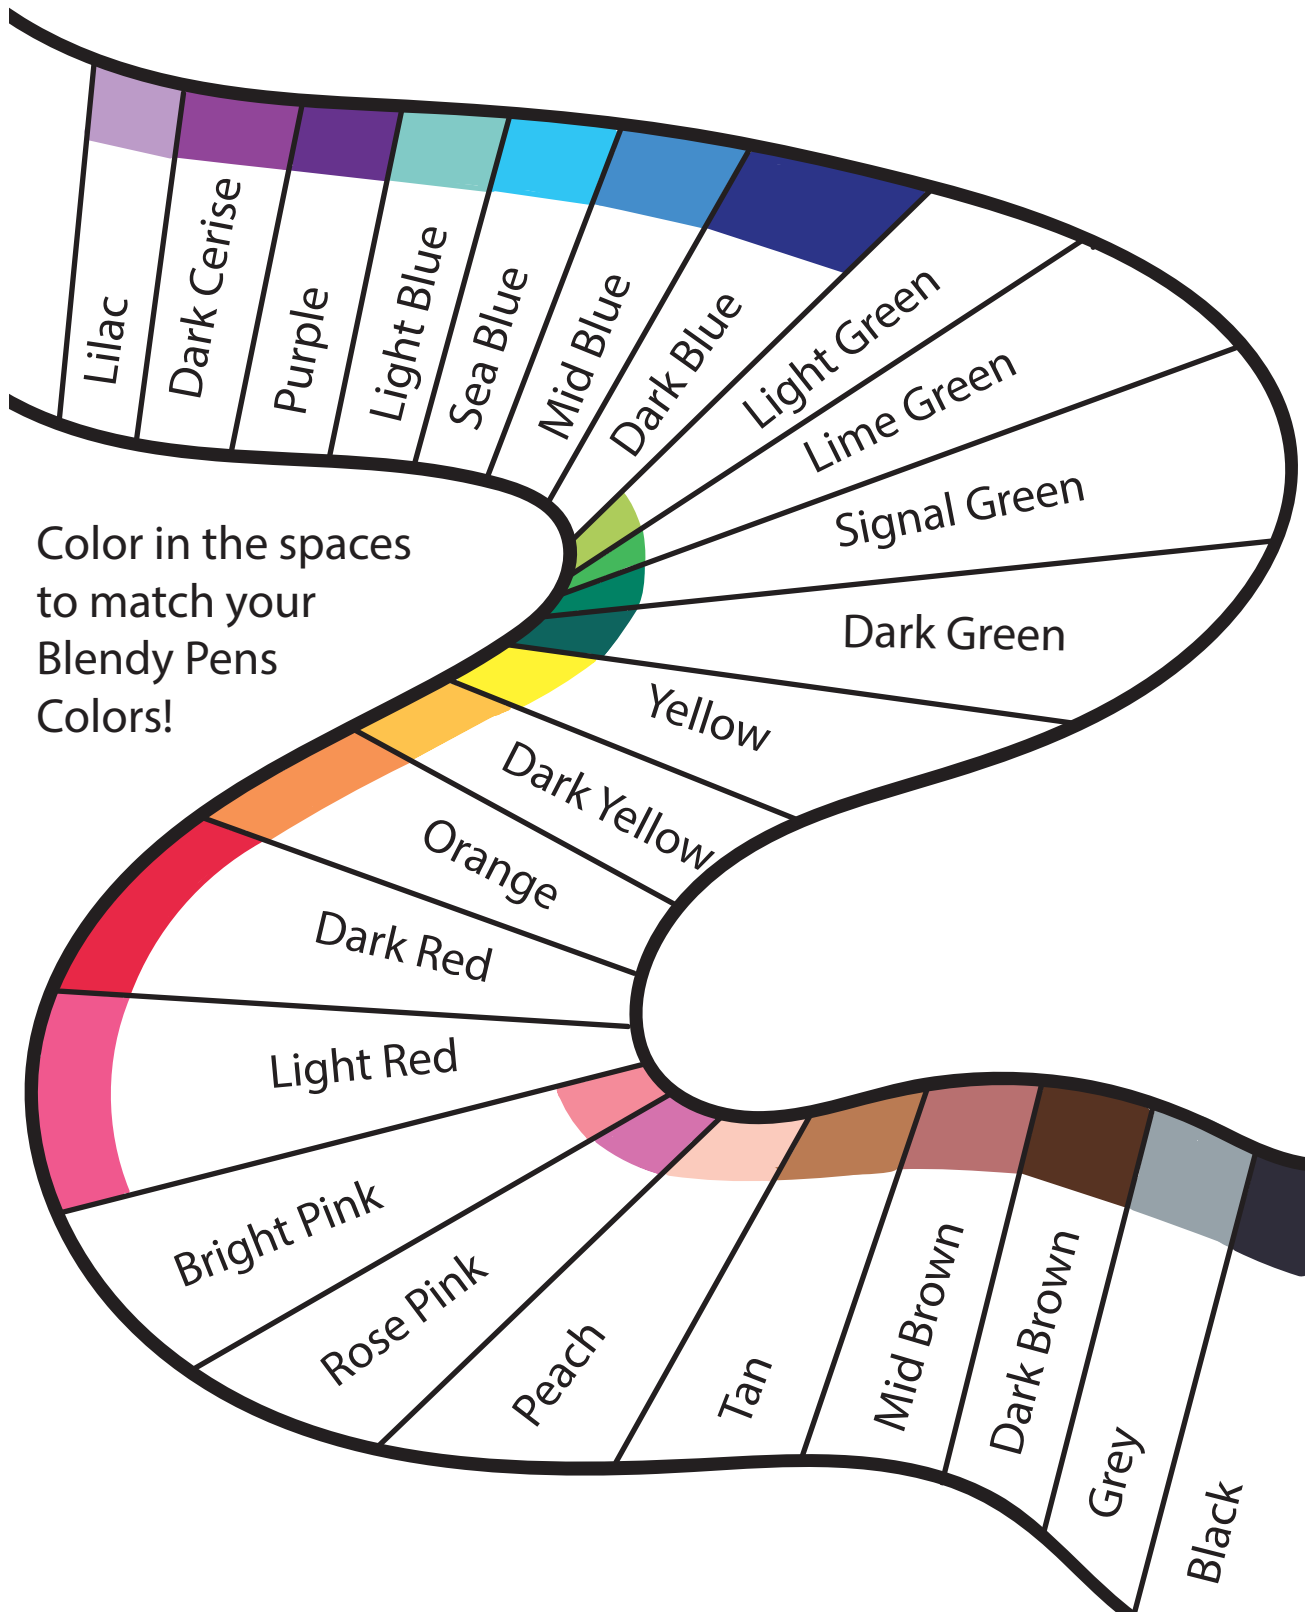 Lilac
Dark Cerise
Purple
Light Blue
Sea Blue
Mid Blue
Dark Blue
Light Green
Lime Green
Signal Green
Dark Green
Color in the spaces
to match your
Blendy Pens
Colors!
Yellow
Dark Yellow
Orange
Dark Red
Light Red
Bright Pink
Rose Pink
Peach
Tan
Mid Brown
Dark Brown
Grey
Black